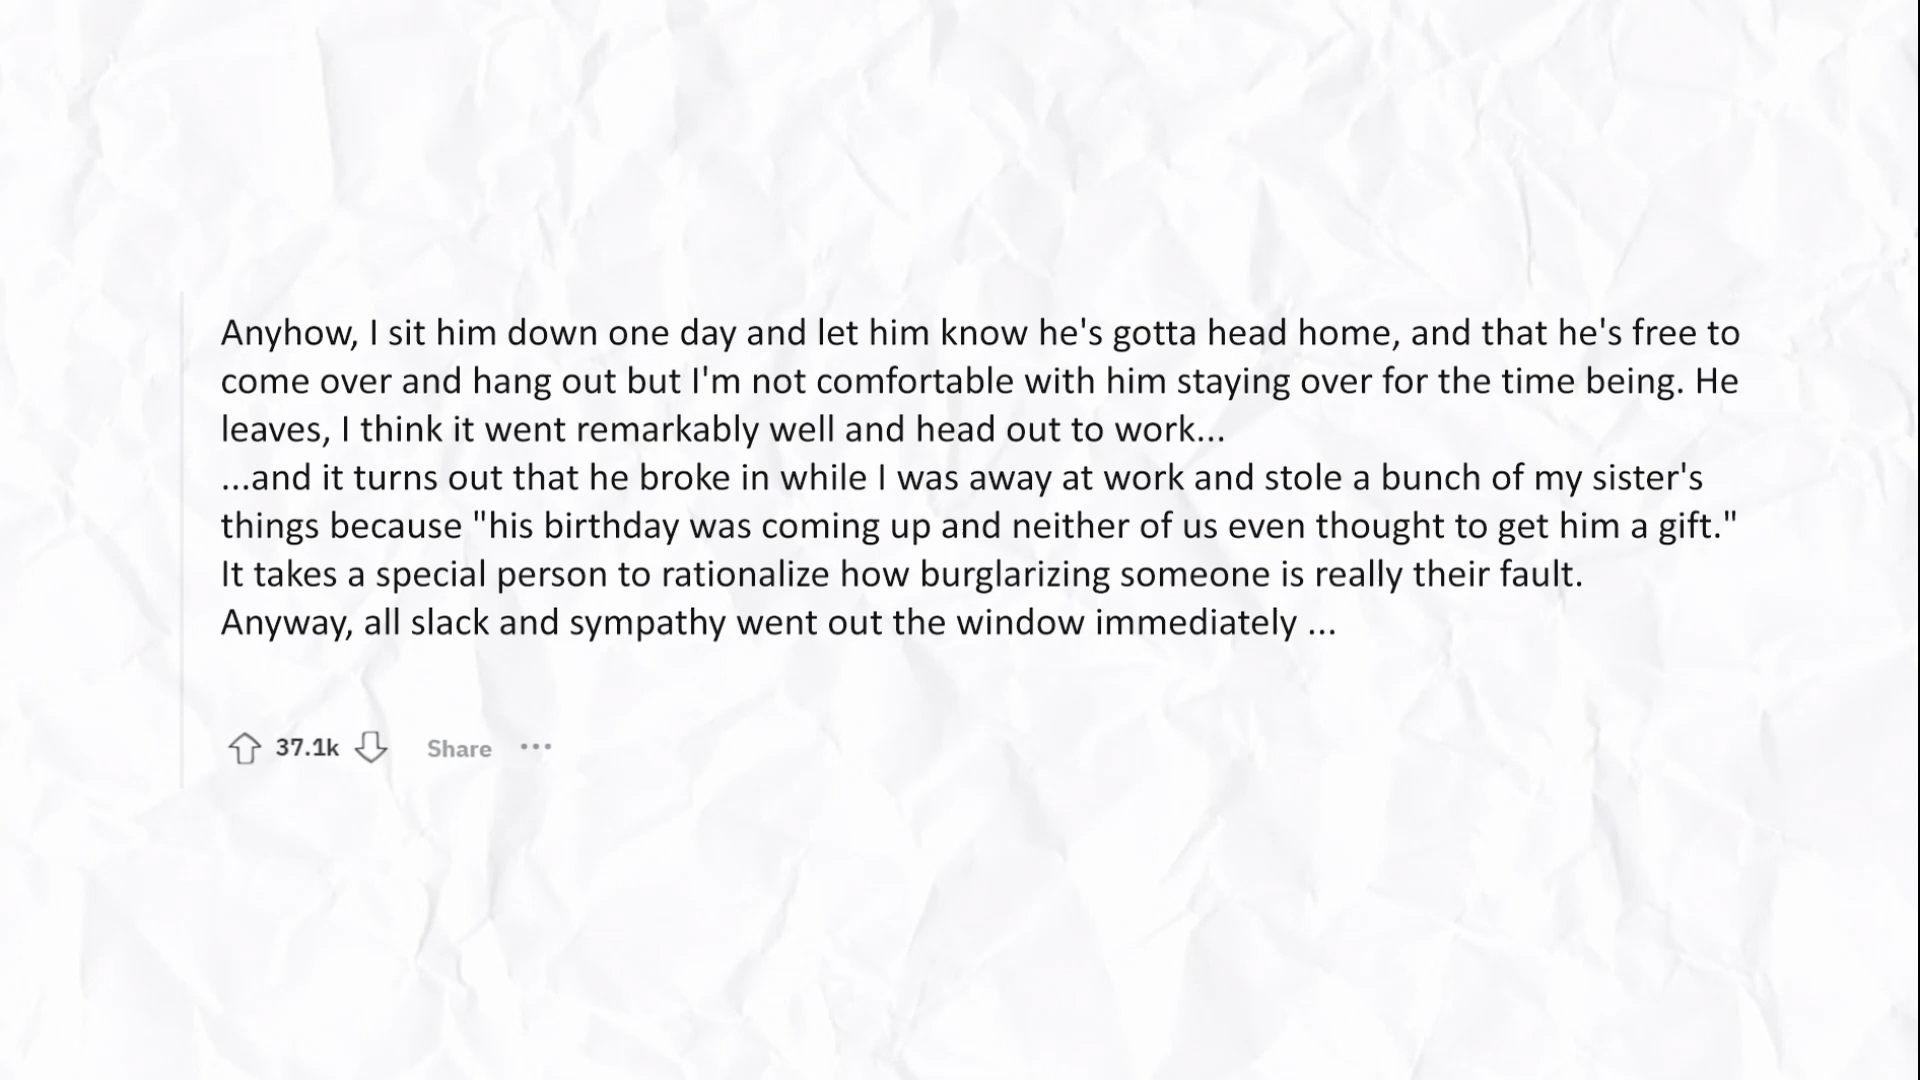 Anyhow, I sit him down one day and let him know he's gotta head home, and that he's free to
come over and hang out but I'm not comfortable with him staying over for the time being. He
leaves, I think it went remarkably well and head out to work...
...and it turns out that he broke in while I was away at work and stole a bunch of my sister's
things because "his birthday was coming up and neither of us even thought to get him a gift."
It takes a special person to rationalize how burglarizing someone is really their fault.
Anyway, all slack and sympathy went out the window immediately ...
37.1k Share ...